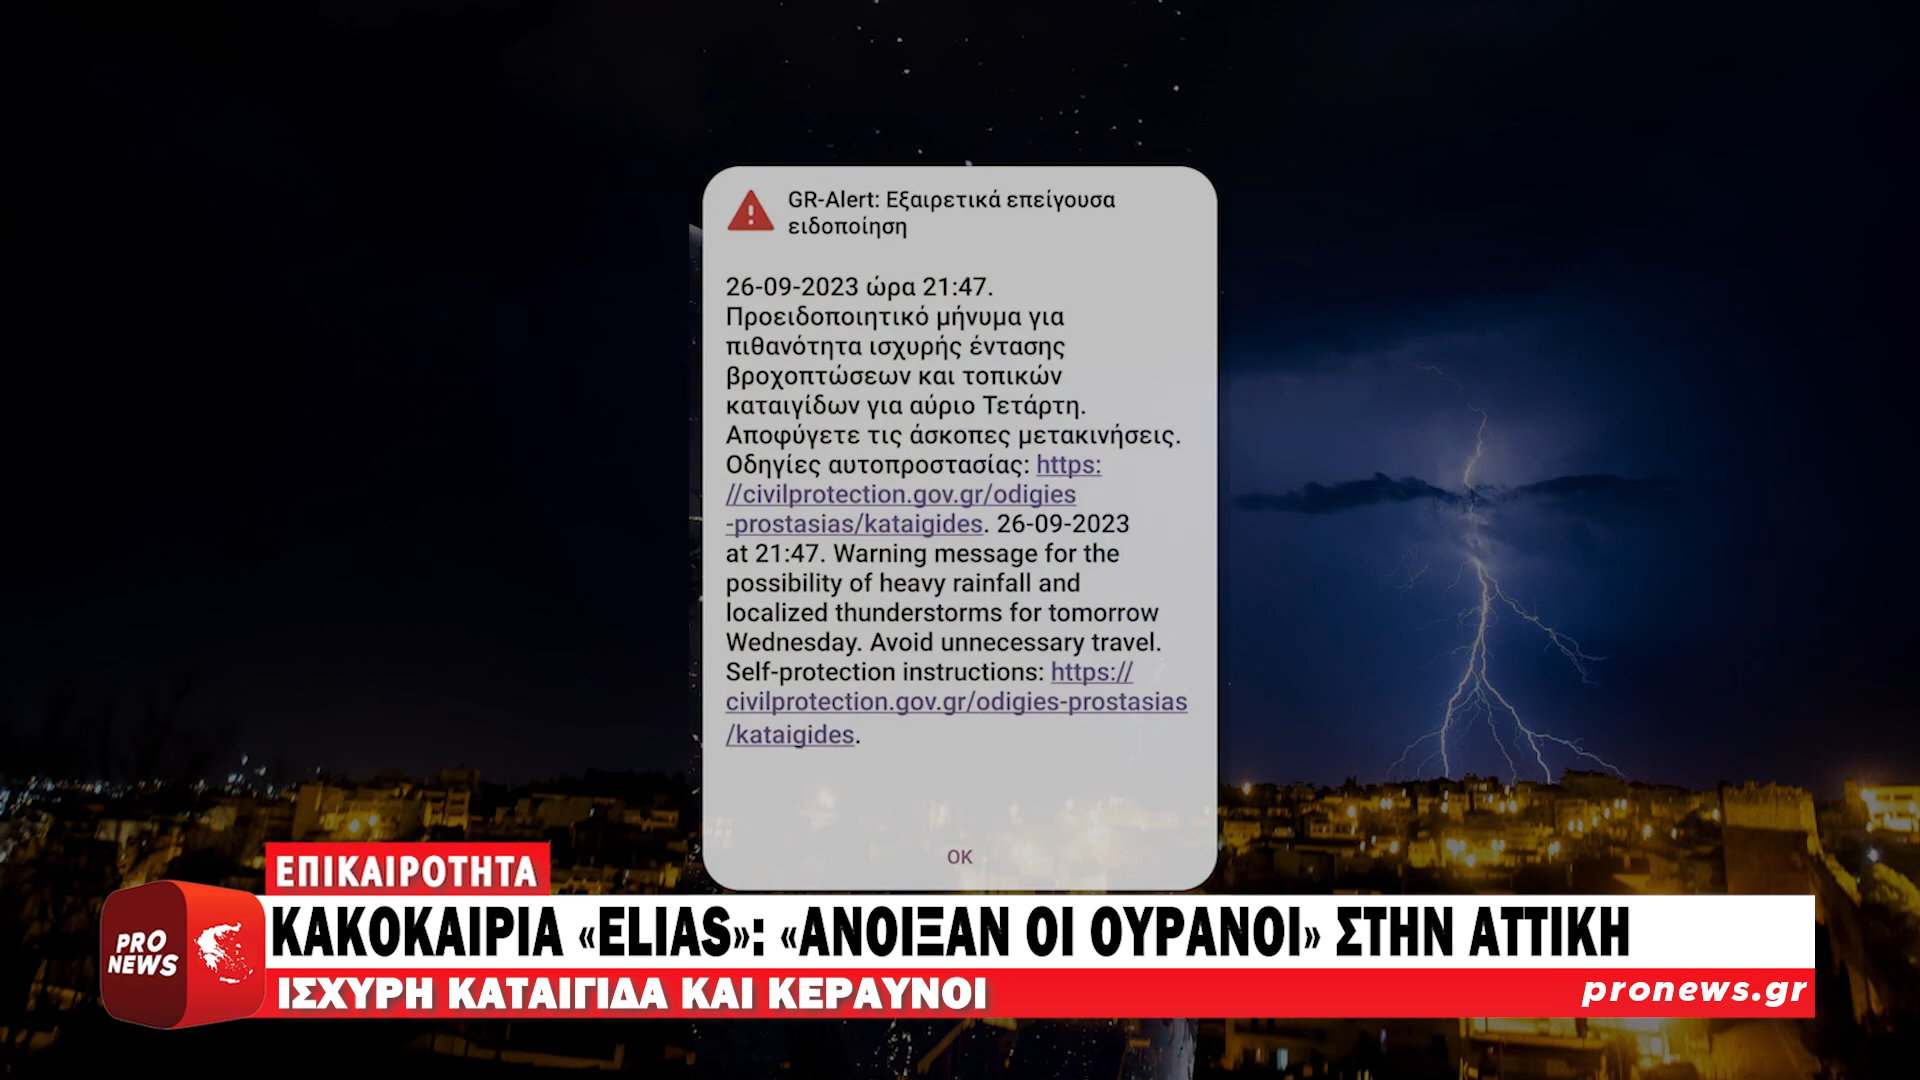 GR-Alert: Εξαιρετικά επείγουσα
ειδοποίηση
26-09-2023 ώρα 21:47.
Προειδοποιητικό μήνυμα για
πιθανότητα ισχυρής έντασης
βροχοπτώσεων και τοπικών
καταιγίδων για αύριο Τετάρτη.
Αποφύγετε τις άσκοπες μετακινήσεις.
Οδηγίες αυτοπροστασίας: https:
//civilprotection.gov.gr/odigies
-prostasias/kataigides. 26-09-2023
at 21:47. Warning message for the
possibility of heavy rainfall and
localized thunderstorms for tomorrow
Wednesday. Avoid unnecessary travel.
Self-protection instructions: https://
civilprotection.gov.gr/odigies-prostasias
/kataigides.
OK
ΕΠΙΚΑΙΡΟΤΗΤΑ
PRO
NEWS
ΚΑΚΟΚΑΙΡΙΑ «ELIAS»: «ΑΝΟΙΞΑΝ ΟΙ ΟΥΡΑΝΟΙ» ΣΤΗΝ ΑΤΤΙΚΗ
ΙΣΧΥΡΗ ΚΑΤΑΙΓΙΔΑ ΚΑΙ ΚΕΡΑΥΝΟΙ
pronews.gr